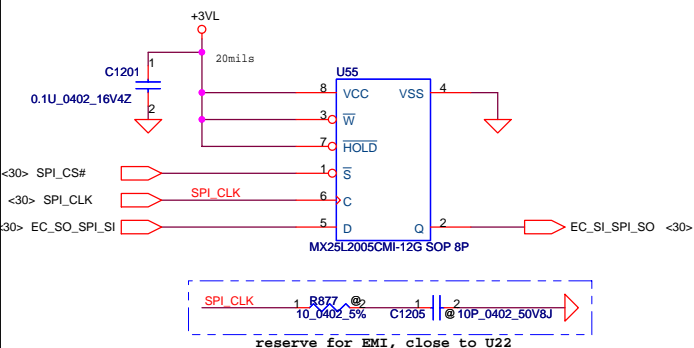 +3VL
20mils
C1201
1
2
0.1U_0402_16V4Z
U55
8 VCC VSS 4
3 W
7 HOLD
<30> SPI_CS# 1 S
<30> SPI_CLK SPI_CLK 6 C
<30> EC_SO_SPI_SI 5 D Q 2 EC_SI_SPI_SO <30>
MX25L2005CMI-12G SOP 8P
SPI_CLK 1 R877 @ 2 1 C1205 2
10_0402_5% @ 10P_0402_50V8J
reserve for EMI, close to U22